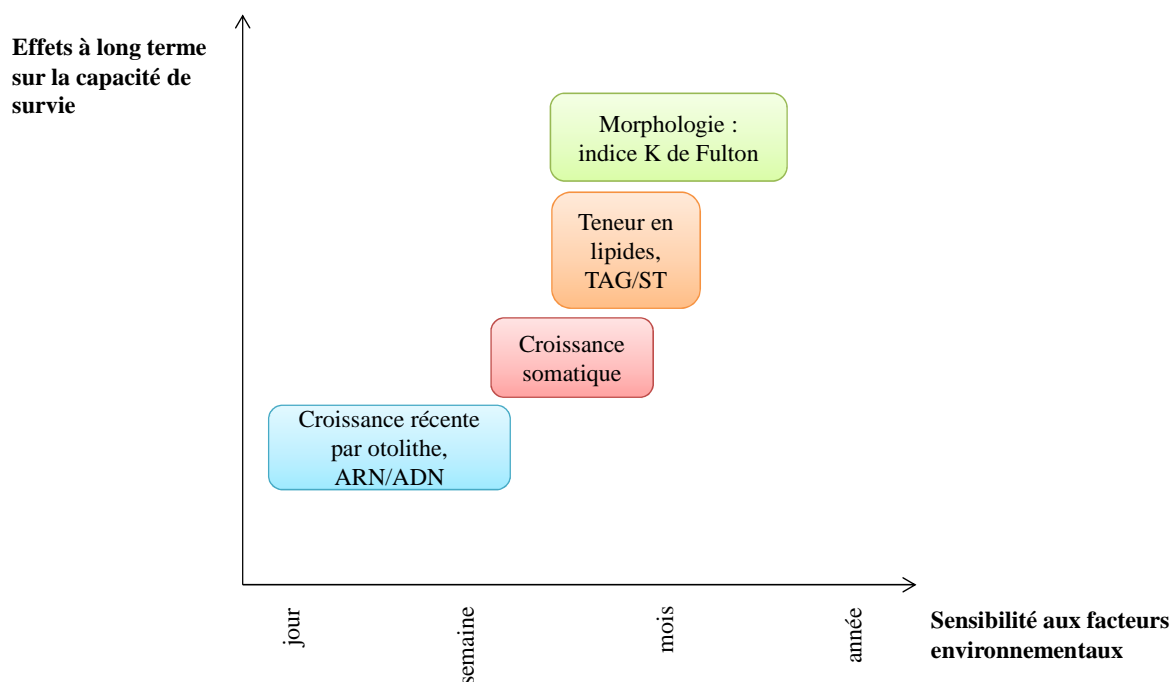 Effets à long terme
sur la capacité de
survie
Morphologie :
indice K de Fulton
Teneur en
lipides,
TAG/ST
Croissance
somatique
Croissance récente
par otolithe,
ARN/ADN
jour
semaine
mois
année
Sensibilité aux facteurs
environnementaux